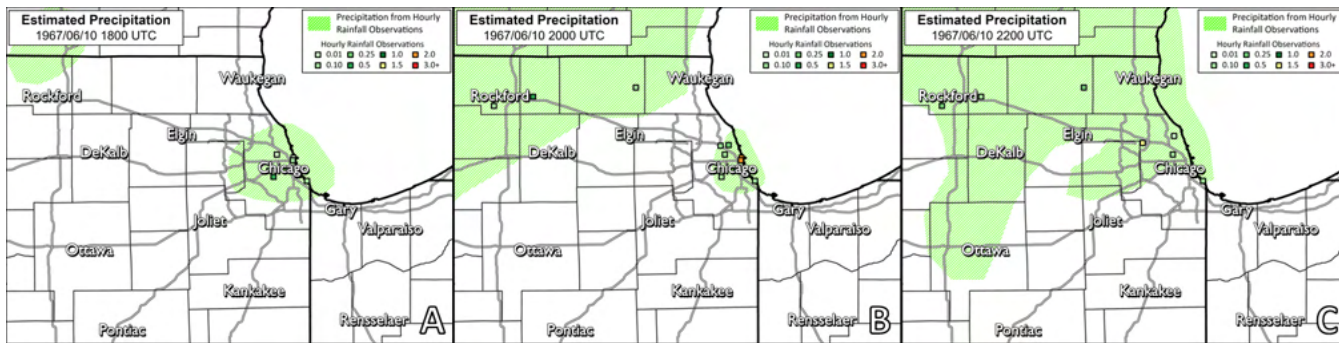 Estimated Precipitation
1967/06/10 1800 UTC
Precipitation from Hourly
Rainfall Observations
Hourly Rainfall Observations
0.01 0.25 1.0 2.0
0.10 0.5 1.5 3.0+
Waukegan
Rockford
Elgin
DeKalb
Chicago
Gary
Joliet
Valparaiso
Ottawa
Kankakee
Rensselaer
Pontiac
A
Estimated Precipitation
1967/06/10 2000 UTC
Precipitation from Hourly
Rainfall Observations
Hourly Rainfall Observations
0.01 0.25 1.0 2.0
0.10 0.5 1.5 3.0+
Waukegan
Rockford
Elgin
DeKalb
Chicago
Gary
Joliet
Valparaiso
Ottawa
Kankakee
Rensselaer
Pontiac
B
Estimated Precipitation
1967/06/10 2200 UTC
Precipitation from Hourly
Rainfall Observations
Hourly Rainfall Observations
0.01 0.25 1.0 2.0
0.10 0.5 1.5 3.0+
Waukegan
Rockford
Elgin
DeKalb
Chicago
Gary
Joliet
Valparaiso
Ottawa
Kankakee
Rensselaer
Pontiac
C